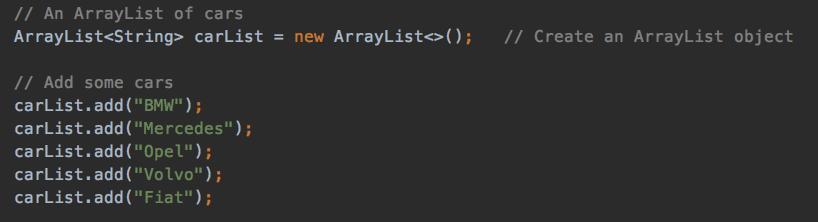 // An ArrayList of cars
ArrayList<String> carList = new ArrayList<>();   // Create an ArrayList object
// Add some cars
carList.add("BMW");
carList.add("Mercedes");
carList.add("Opel");
carList.add("Volvo");
carList.add("Fiat");